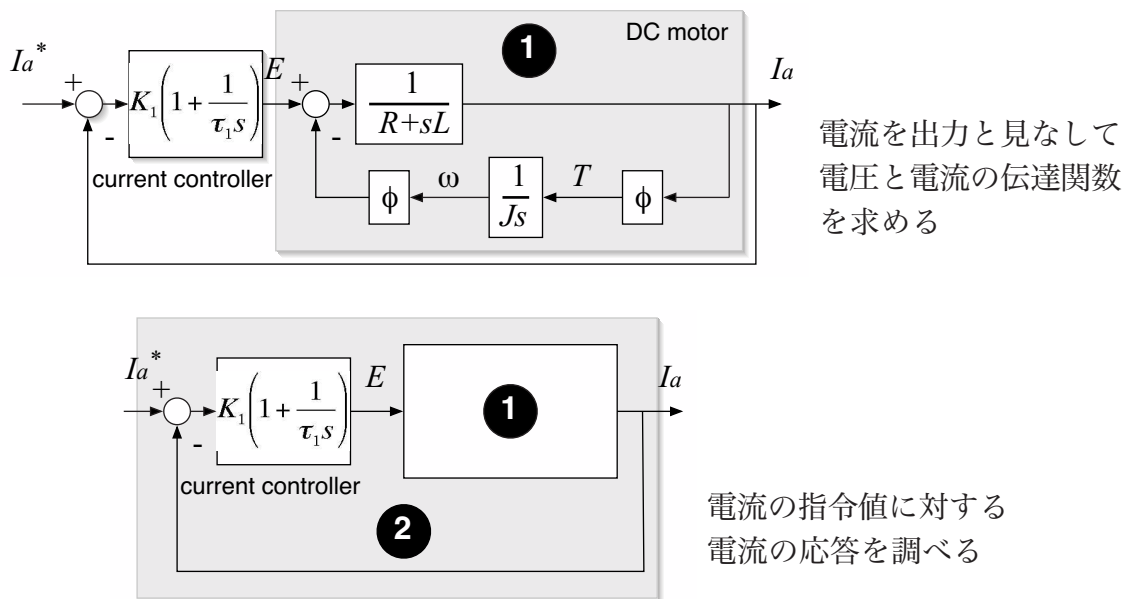 DC motor
1
Ia*
+
-
K₁(1+1/τ₁s)
E
+
-
1/R+sL
Ia
current controller
ϕ
ω
1/Js
T
ϕ
電流を出力と見なして
電圧と電流の伝達関数
を求める
Ia*
+
-
K₁(1+1/τ₁s)
E
1
Ia
current controller
2
電流の指令値に対する
電流の応答を調べる